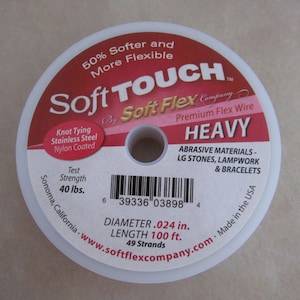 50% Softer and
More Flexible
Soft TOUCH™
By Soft Flex Company
Premium Flex Wire
HEAVY
Knot Tying
Stainless Steel
Nylon Coated
ABRASIVE MATERIALS -
LG STONES, LAMPWORK
& BRACELETS
Test
Strength
40 lbs.
6 39336 03898 4
DIAMETER .024 in.
LENGTH 100 ft.
49 Strands
Sonoma, California • www.softflexcompany.com • Made in the USA